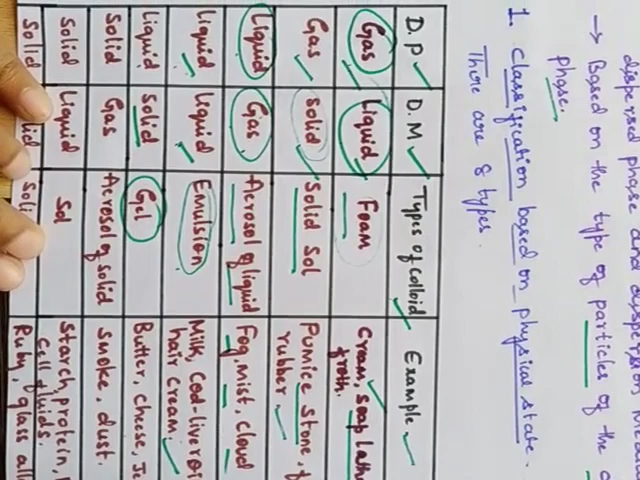 dispersed phase and dispersion
→ Based on the type of particles of the
phase.
1. classification based on physical state.
There are 8 types.
D.P D.M Types of colloid Example
Gas Liquid Foam Cream, soap
froth.
Gas solid Solid Sol Pumice stone,
rubber
Liquid Gas Aerosol of liquid Fog, mist, cloud
Liquid Liquid Emulsion Milk, Cod-liver oi
hair cream
Liquid Solid Gel Butter, cheese,
Solid Gas Aerosol of solid smoke, dust.
Solid Liquid Sol Starch, protein,
cell fluids.
Solid Soli Ruby, glass